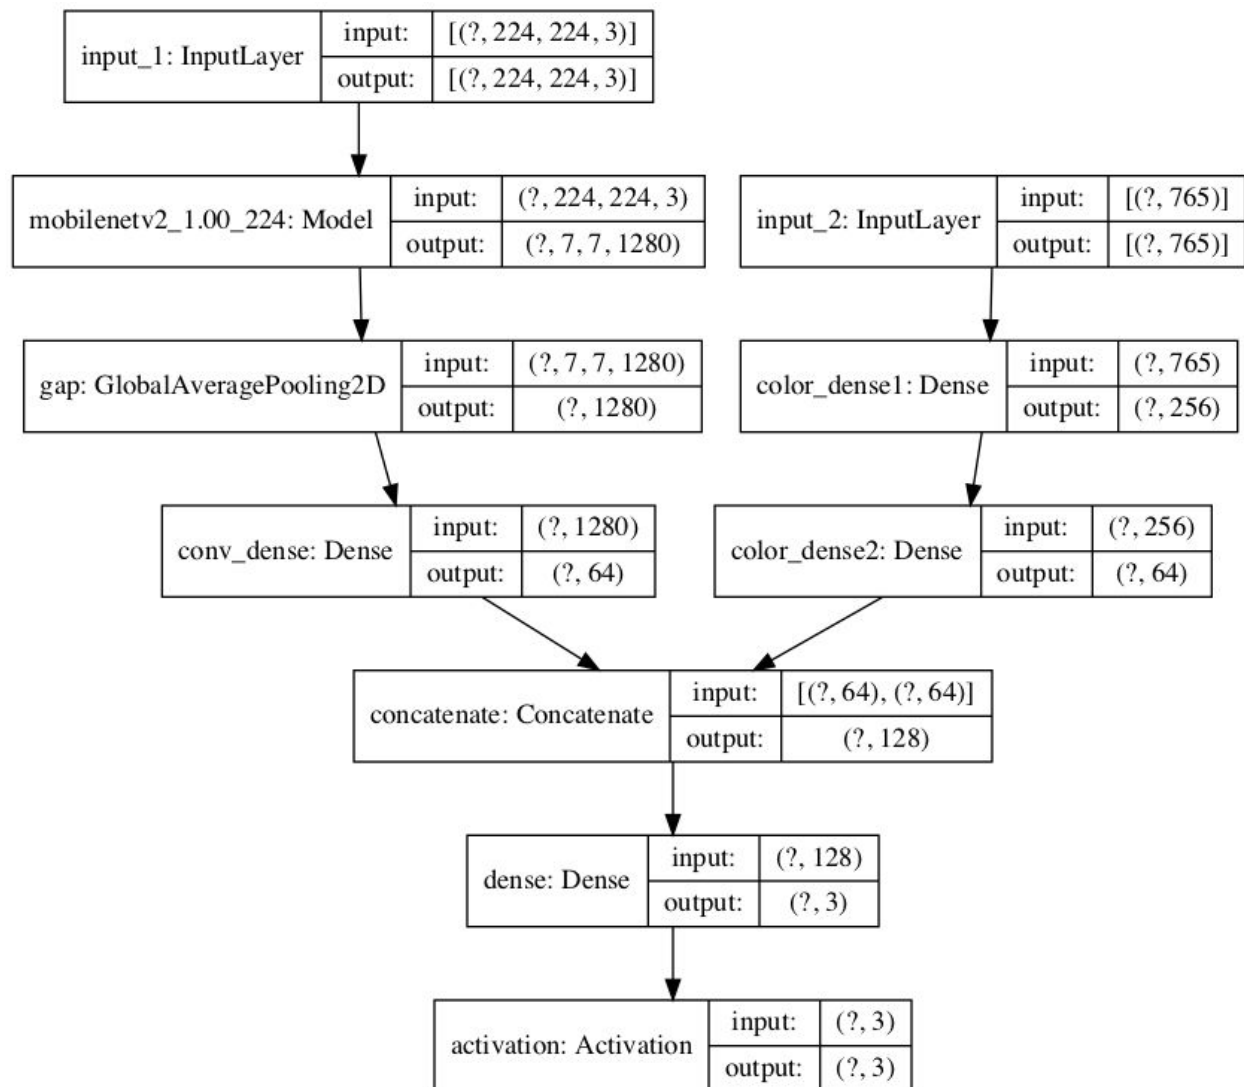 input_1: InputLayer
input: [(?, 224, 224, 3)]
output: [(?, 224, 224, 3)]
mobilenetv2_1.00_224: Model
input: (?, 224, 224, 3)
output: (?, 7, 7, 1280)
input_2: InputLayer
input: [(?, 765)]
output: [(?, 765)]
gap: GlobalAveragePooling2D
input: (?, 7, 7, 1280)
output: (?, 1280)
color_dense1: Dense
input: (?, 765)
output: (?, 256)
conv_dense: Dense
input: (?, 1280)
output: (?, 64)
color_dense2: Dense
input: (?, 256)
output: (?, 64)
concatenate: Concatenate
input: [(?, 64), (?, 64)]
output: (?, 128)
dense: Dense
input: (?, 128)
output: (?, 3)
activation: Activation
input: (?, 3)
output: (?, 3)